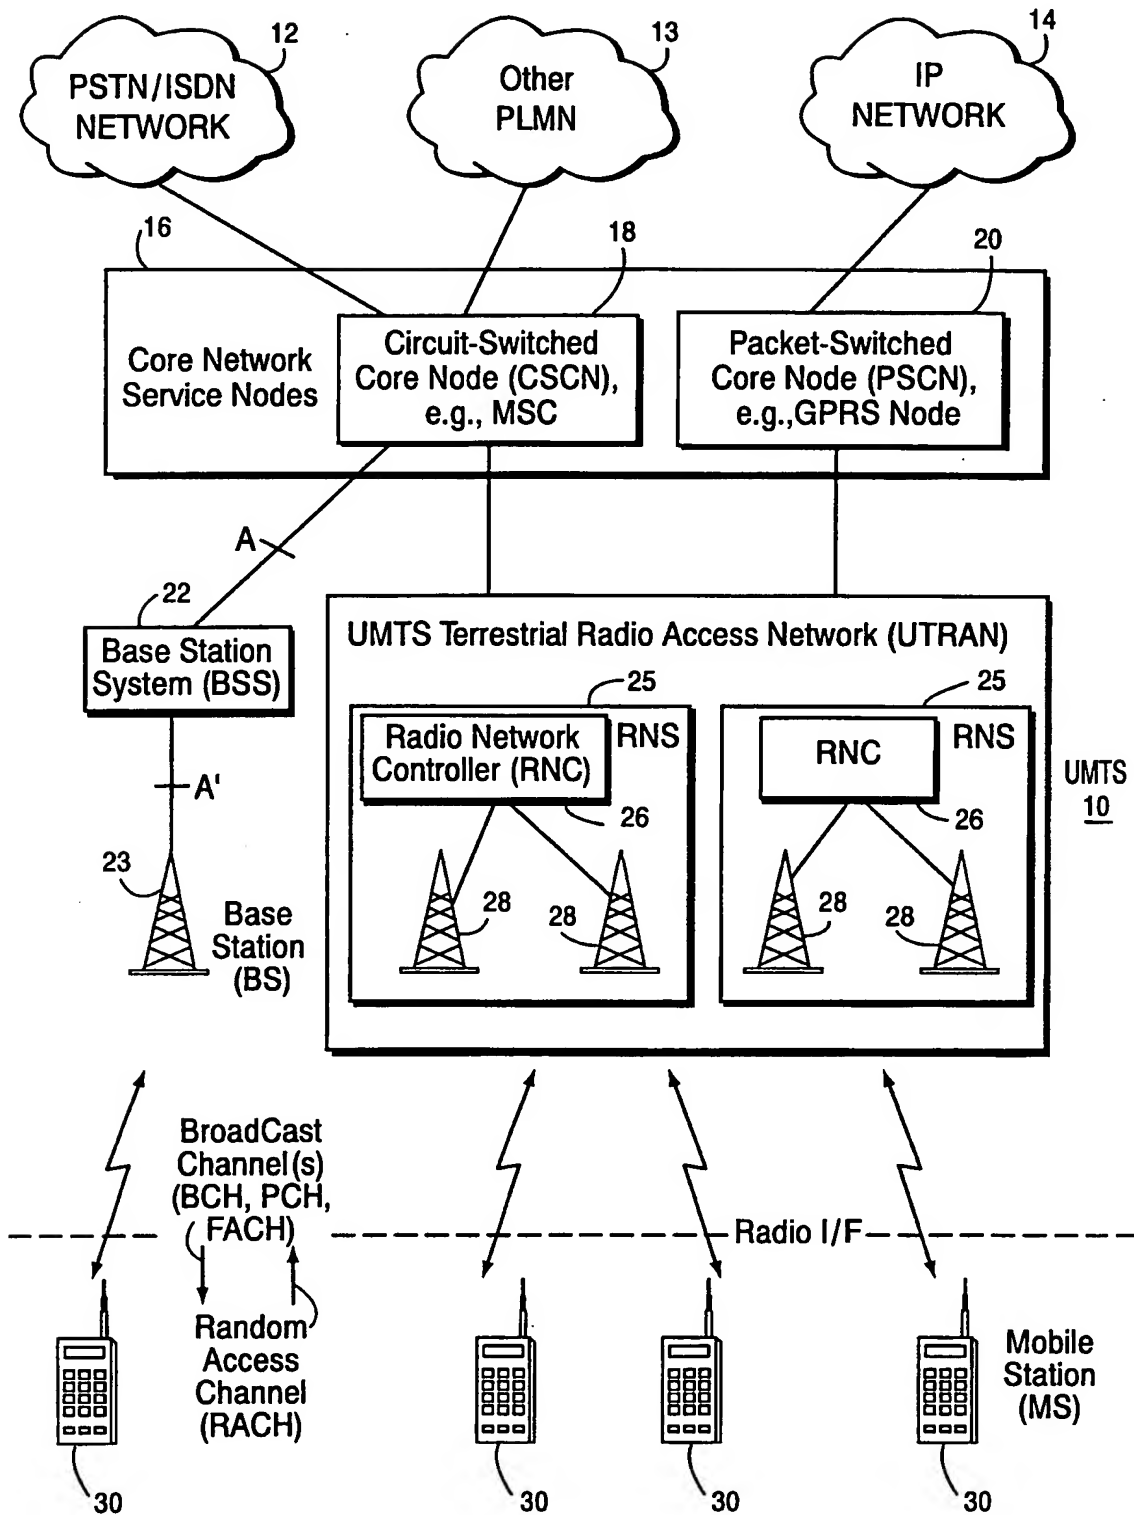 12
13
14
PSTN/ISDN
NETWORK
Other
PLMN
IP
NETWORK
16
18
20
Core Network
Service Nodes
Circuit-Switched
Core Node (CSCN),
e.g., MSC
Packet-Switched
Core Node (PSCN),
e.g.,GPRS Node
A
22
Base Station
System (BSS)
A'
23
Base
Station
(BS)
UMTS Terrestrial Radio Access Network (UTRAN)
25
Radio Network
Controller (RNC)
RNS
26
28
28
25
RNC
RNS
26
28
28
UMTS
10
BroadCast
Channel(s)
(BCH, PCH,
FACH)
Radio I/F
Random
Access
Channel
(RACH)
Mobile
Station
(MS)
30
30
30
30